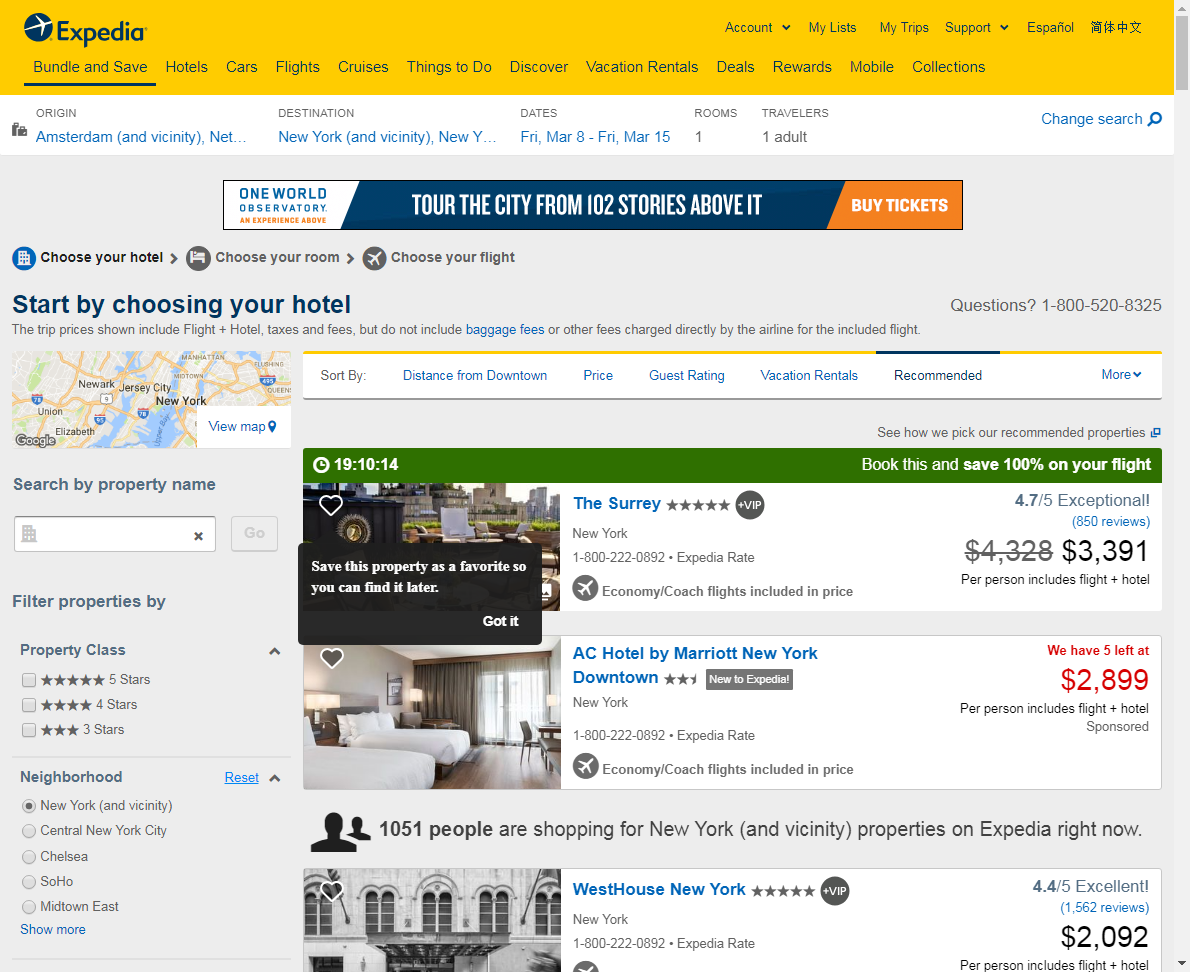 Expedia
Account
My Lists
My Trips
Support
Español
简体中文
Bundle and Save
Hotels
Cars
Flights
Cruises
Things to Do
Discover
Vacation Rentals
Deals
Rewards
Mobile
Collections
ORIGIN
Amsterdam (and vicinity), Net...
DESTINATION
New York (and vicinity), New Y...
DATES
Fri, Mar 8 - Fri, Mar 15
ROOMS
1
TRAVELERS
1 adult
Change search
ONE WORLD
OBSERVATORY.
AN EXPERIENCE ABOVE
TOUR THE CITY FROM 102 STORIES ABOVE IT
BUY TICKETS
Choose your hotel
Choose your room
Choose your flight
Start by choosing your hotel
Questions? 1-800-520-8325
The trip prices shown include Flight + Hotel, taxes and fees, but do not include baggage fees or other fees charged directly by the airline for the included flight.
MANHATTAN
FLUSHING
MIDTOWN
Newark
Jersey City
495
QUEENS
78
9
New York
Union
78
95
Elizabeth
Upper Bay
Google
View map
Sort By:
Distance from Downtown
Price
Guest Rating
Vacation Rentals
Recommended
More
See how we pick our recommended properties
Search by property name
Go
Filter properties by
Property Class
5 Stars
4 Stars
3 Stars
Neighborhood
Reset
New York (and vicinity)
Central New York City
Chelsea
SoHo
Midtown East
Show more
19:10:14
Book this and save 100% on your flight
The Surrey
+VIP
New York
1-800-222-0892 • Expedia Rate
Economy/Coach flights included in price
4.7/5 Exceptional!
(850 reviews)
$4,328 $3,391
Per person includes flight + hotel
Save this property as a favorite so
you can find it later.
Got it
AC Hotel by Marriott New York
Downtown
New to Expedia!
New York
1-800-222-0892 • Expedia Rate
Economy/Coach flights included in price
We have 5 left at
$2,899
Per person includes flight + hotel
Sponsored
1051 people are shopping for New York (and vicinity) properties on Expedia right now.
WestHouse New York
+VIP
New York
1-800-222-0892 • Expedia Rate
4.4/5 Excellent!
(1,562 reviews)
$2,092
Per person includes flight + hotel